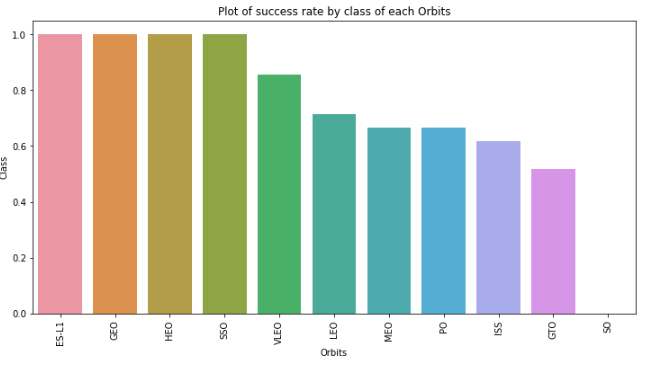 Plot of success rate by class of each Orbits
1.0
0.8
0.6
0.4
0.2
0.0
Class
ES-L1
GEO
HEO
SSO
VLEO
LEO
MEO
PO
ISS
GTO
SO
Orbits